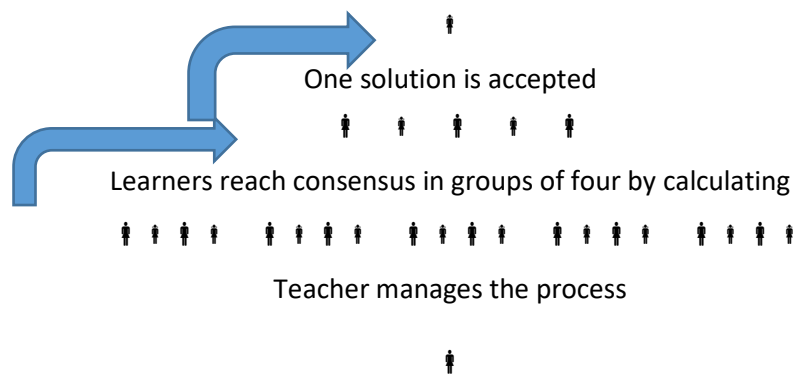 One solution is accepted
Learners reach consensus in groups of four by calculating
Teacher manages the process